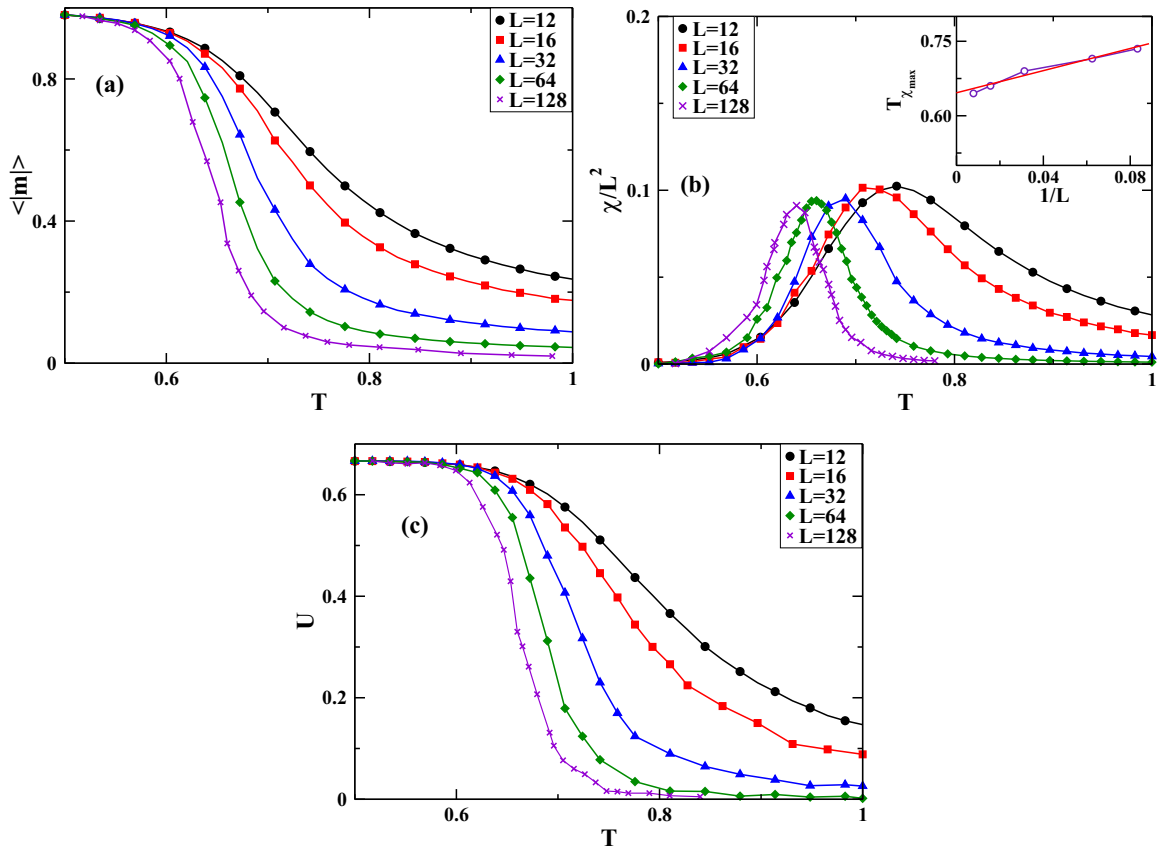 (a)
L=12
L=16
L=32
L=64
L=128
<|m|>
0.8
0.4
0
0.6
0.8
1
T
(b)
L=12
L=16
L=32
L=64
L=128
χ/L²
0.2
0.1
0
0.6
0.8
1
T
T_χmax
0.75
0.60
0
0.04
0.08
1/L
(c)
L=12
L=16
L=32
L=64
L=128
U
0.6
0.4
0.2
0
0.6
0.8
1
T